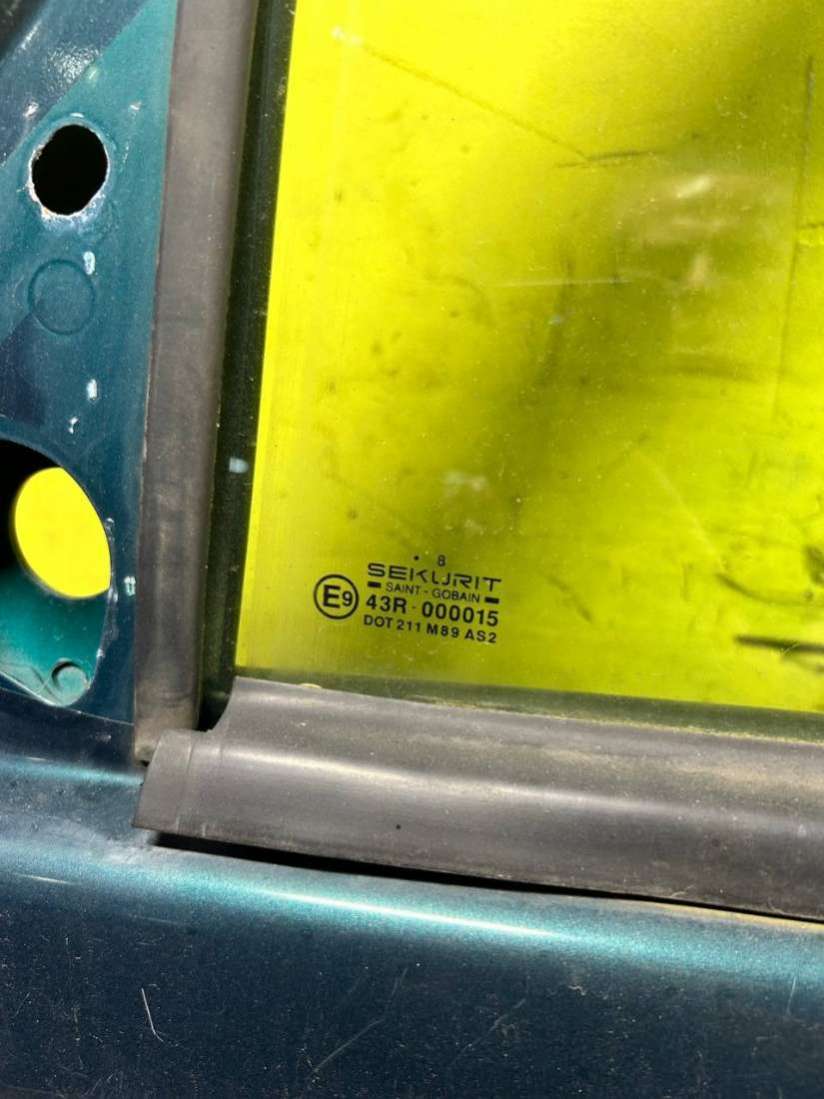 . 8
SEKURIT
SAINT-GOBAIN
E9 43R-000015
DOT 211 M89 AS2